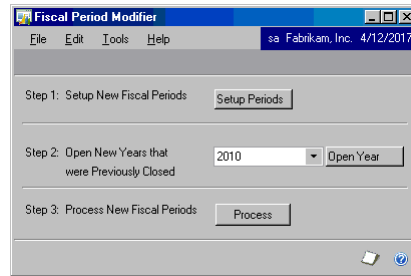 Fiscal Period Modifier
File Edit Tools Help sa Fabrikam, Inc. 4/12/2017
Step 1: Setup New Fiscal Periods Setup Periods
Step 2: Open New Years that 2010 Open Year
were Previously Closed
Step 3: Process New Fiscal Periods Process